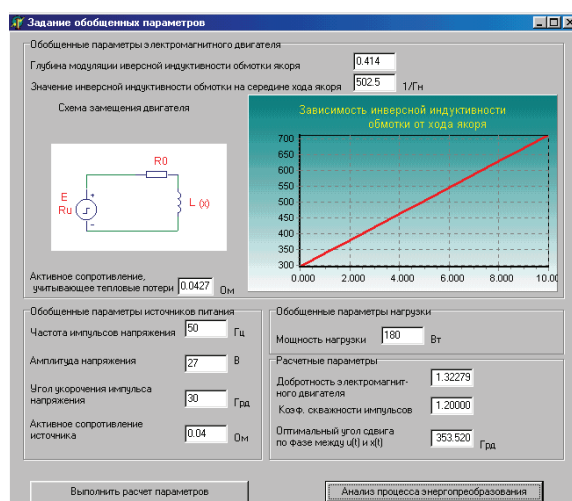 Задание обобщенных параметров
Обобщенные параметры электромагнитного двигателя
Глубина модуляции иверсной индуктивности обмотки якоря 0.414
Значение инверсной индуктивности обмотки на середине хода якоря 502.5 1/Гн
Схема замещения двигателя
R0
E
Ru
+
L (x)
−
Зависимость инверсной индуктивности
обмотки от хода якоря
700
650
600
550
500
450
400
350
300
0.000 2.000 4.000 6.000 8.000 10.00
Активное сопротивление,
учитывающее тепловые потери 0.0427 Ом
Обобщенные параметры источников питания
Частота импульсов напряжения 50 Гц
Амплитуда напряжения 27 В
Угол укорочения импульса
напряжения 30 Грд
Активное сопротивление
источника 0.04 Ом
Обобщенные параметры нагрузки
Мощность нагрузки 180 Вт
Расчетные параметры
Добротность электромагнит-
ного двигателя 1.32279
Коэф. скважности импульсов 1.20000
Оптимальный угол сдвига
по фазе между u(t) и x(t) 353.520 Грд
Выполнить расчет параметров
Анализ процесса энергопреобразования